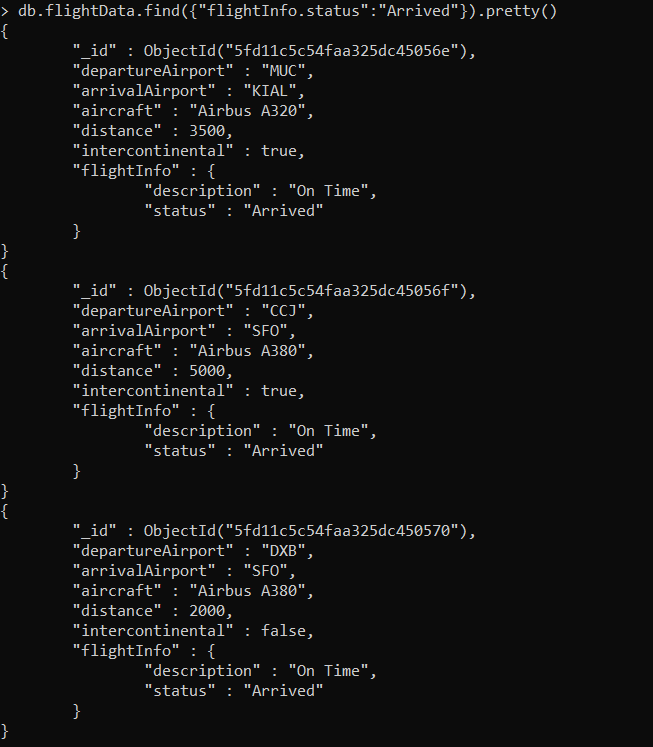 > db.flightData.find({"flightInfo.status":"Arrived"}).pretty()
{
        "_id" : ObjectId("5fd11c5c54faa325dc45056e"),
        "departureAirport" : "MUC",
        "arrivalAirport" : "KIAL",
        "aircraft" : "Airbus A320",
        "distance" : 3500,
        "intercontinental" : true,
        "flightInfo" : {
                "description" : "On Time",
                "status" : "Arrived"
        }
}
{
        "_id" : ObjectId("5fd11c5c54faa325dc45056f"),
        "departureAirport" : "CCJ",
        "arrivalAirport" : "SFO",
        "aircraft" : "Airbus A380",
        "distance" : 5000,
        "intercontinental" : true,
        "flightInfo" : {
                "description" : "On Time",
                "status" : "Arrived"
        }
}
{
        "_id" : ObjectId("5fd11c5c54faa325dc450570"),
        "departureAirport" : "DXB",
        "arrivalAirport" : "SFO",
        "aircraft" : "Airbus A380",
        "distance" : 2000,
        "intercontinental" : false,
        "flightInfo" : {
                "description" : "On Time",
                "status" : "Arrived"
        }
}